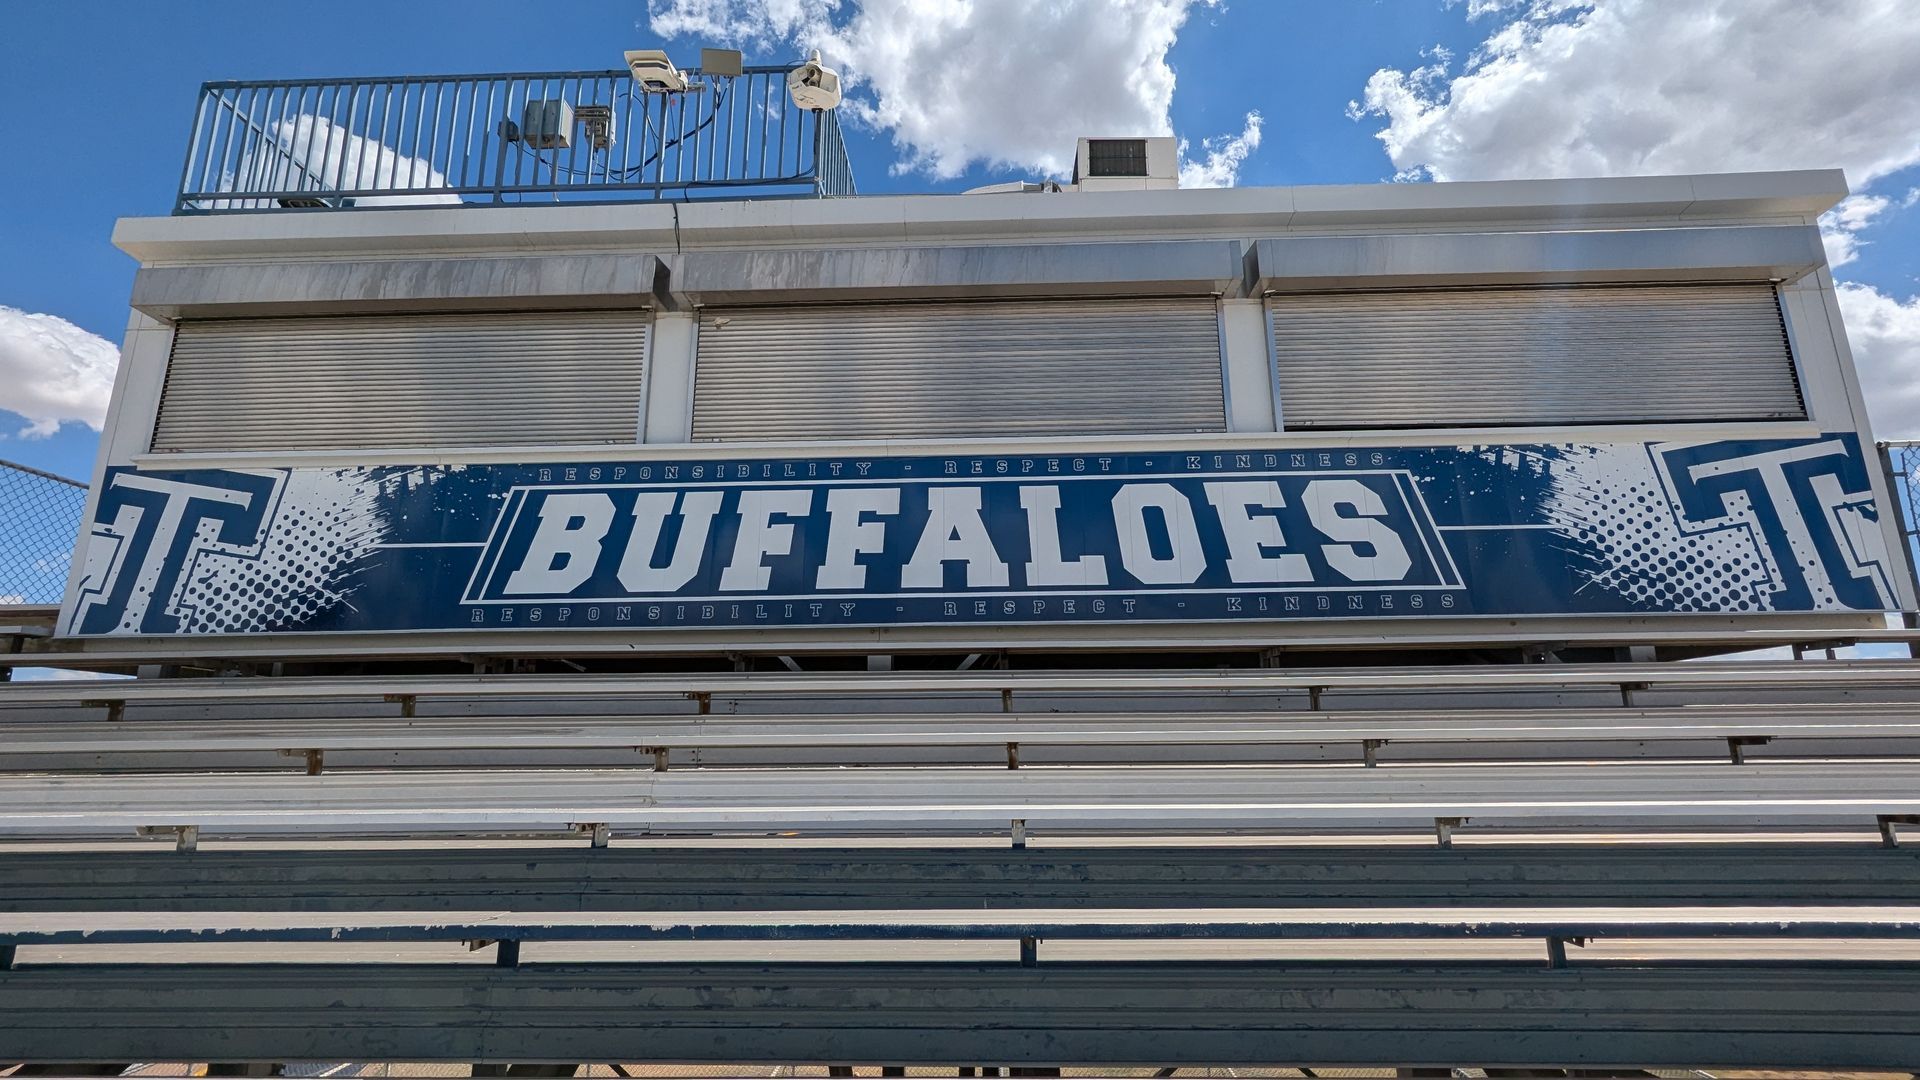 RESPONSIBILITY - RESPECT - KINDNESS
T BUFFALOES T
RESPONSIBILITY - RESPECT - KINDNESS